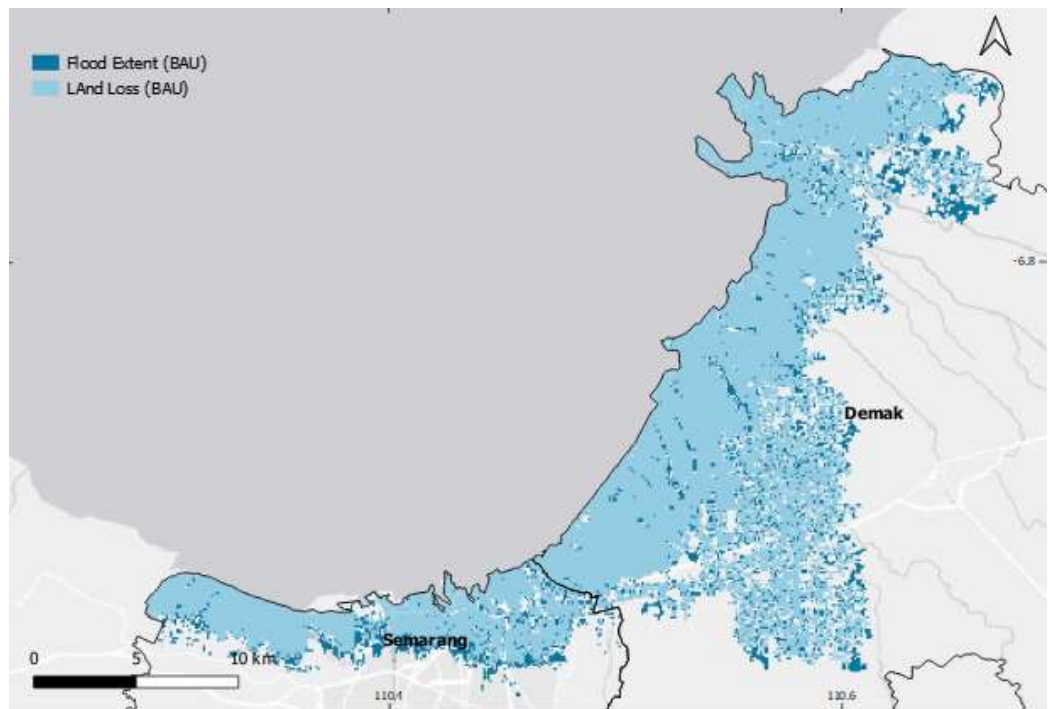 Flood Extent (BAU)
LAnd Loss (BAU)
-6.8
Demak
Semarang
0 5 10 km
110.4 110.6